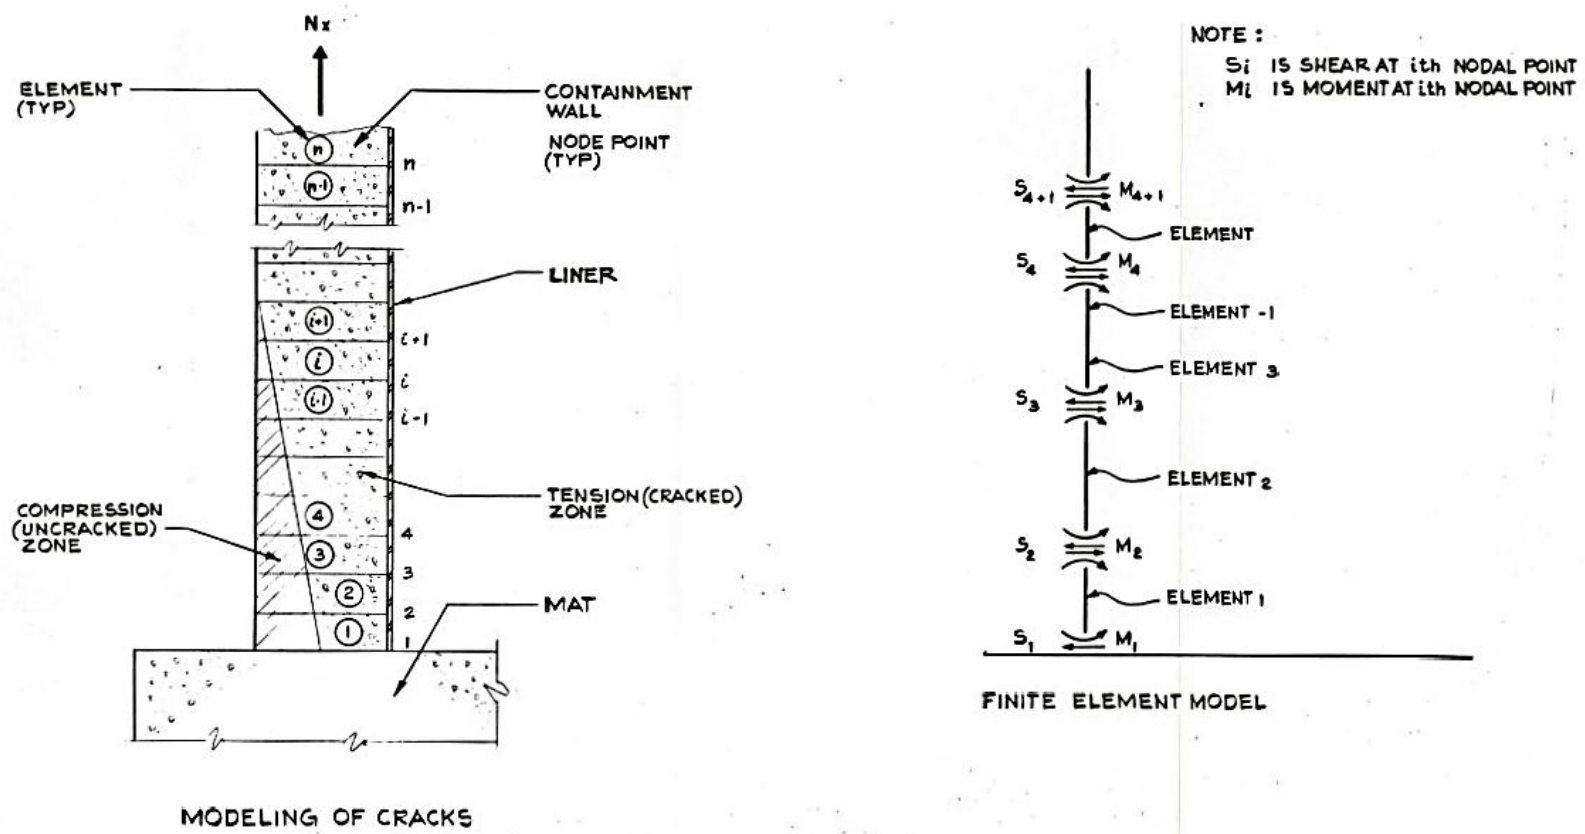 Nx
ELEMENT
(TYP)
CONTAINMENT
WALL
NODE POINT
(TYP)
n
n
n-1
n-1
LINER
i+1
i+1
i
i
i-1
i-1
COMPRESSION
(UNCRACKED)
ZONE
TENSION (CRACKED)
ZONE
4
4
3
3
2
2
1
1
MAT
MODELING OF CRACKS
NOTE :
Si IS SHEAR AT ith NODAL POINT
Mi IS MOMENT AT ith NODAL POINT
S4+1 M4+1
ELEMENT
S4 M4
ELEMENT -1
ELEMENT 3
S3 M3
ELEMENT 2
S2 M2
ELEMENT 1
S1 M1
FINITE ELEMENT MODEL